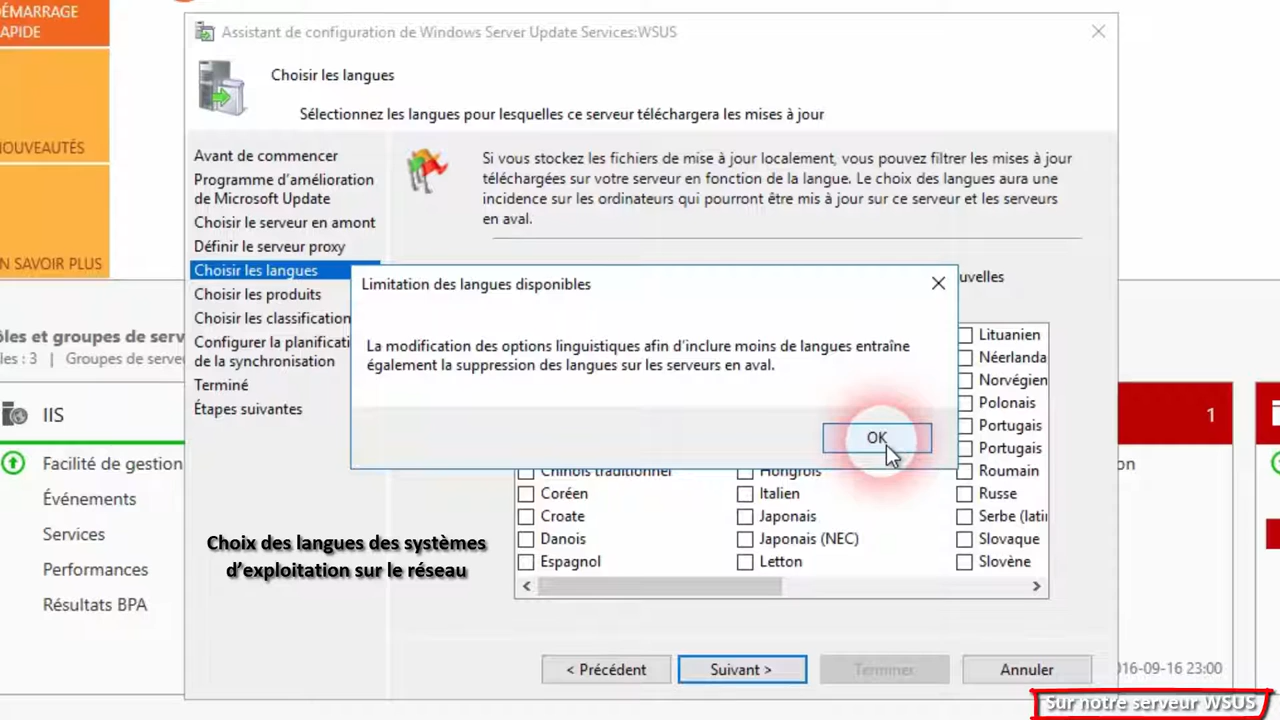 DÉMARRAGE
RAPIDE
NOUVEAUTÉS
EN SAVOIR PLUS
Assistant de configuration de Windows Server Update Services:WSUS
Choisir les langues
Sélectionnez les langues pour lesquelles ce serveur téléchargera les mises à jour
Avant de commencer
Programme d'amélioration
de Microsoft Update
Choisir le serveur en amont
Définir le serveur proxy
Choisir les langues
Choisir les produits
Choisir les classification
Configurer la planificati
de la synchronisation
Terminé
Étapes suivantes
Si vous stockez les fichiers de mise à jour localement, vous pouvez filtrer les mises à jour
téléchargées sur votre serveur en fonction de la langue. Le choix des langues aura une
incidence sur les ordinateurs qui pourront être mis à jour sur ce serveur et les serveurs
en aval.
uvelles
Limitation des langues disponibles
La modification des options linguistiques afin d'inclure moins de langues entraîne
également la suppression des langues sur les serveurs en aval.
OK
Chinois traditionnel
Coréen
Croate
Danois
Espagnol
Hongrois
Italien
Japonais
Japonais (NEC)
Letton
Lituanien
Néerlanda
Norvégien
Polonais
Portugais
Portugais
Roumain
Russe
Serbe (latin
Slovaque
Slovène
< Précédent
Suivant >
Terminer
Annuler
ôles et groupes de serv
les : 3 | Groupes de serve
IIS
Facilité de gestion
Événements
Services
Performances
Résultats BPA
1
on
016-09-16 23:00
Choix des langues des systèmes
d'exploitation sur le réseau
Sur notre serveur WSUS